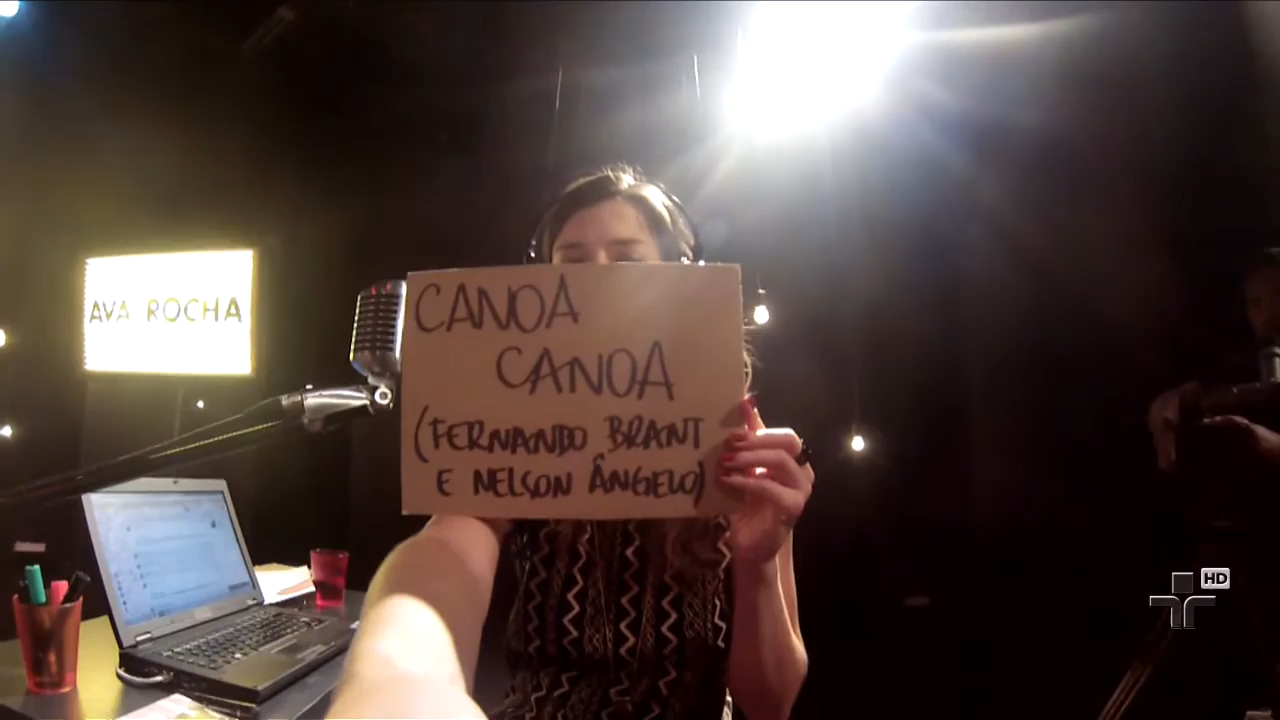 AVA ROCHA
CANOA
CANOA
(FERNANDO BRANT
E NELSON ÂNGELO)
HD